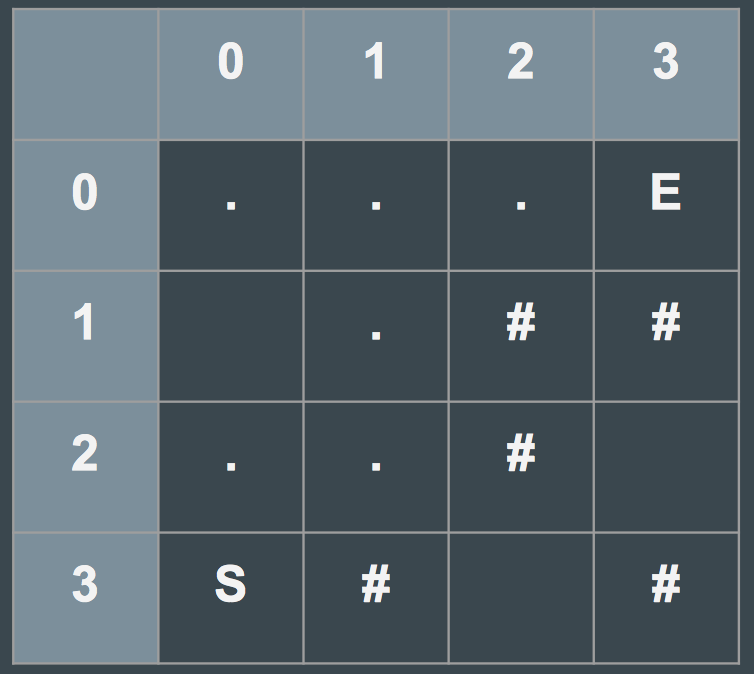 0 1 2 3
0 . . . E
1 . # #
2 . . #
3 S # #